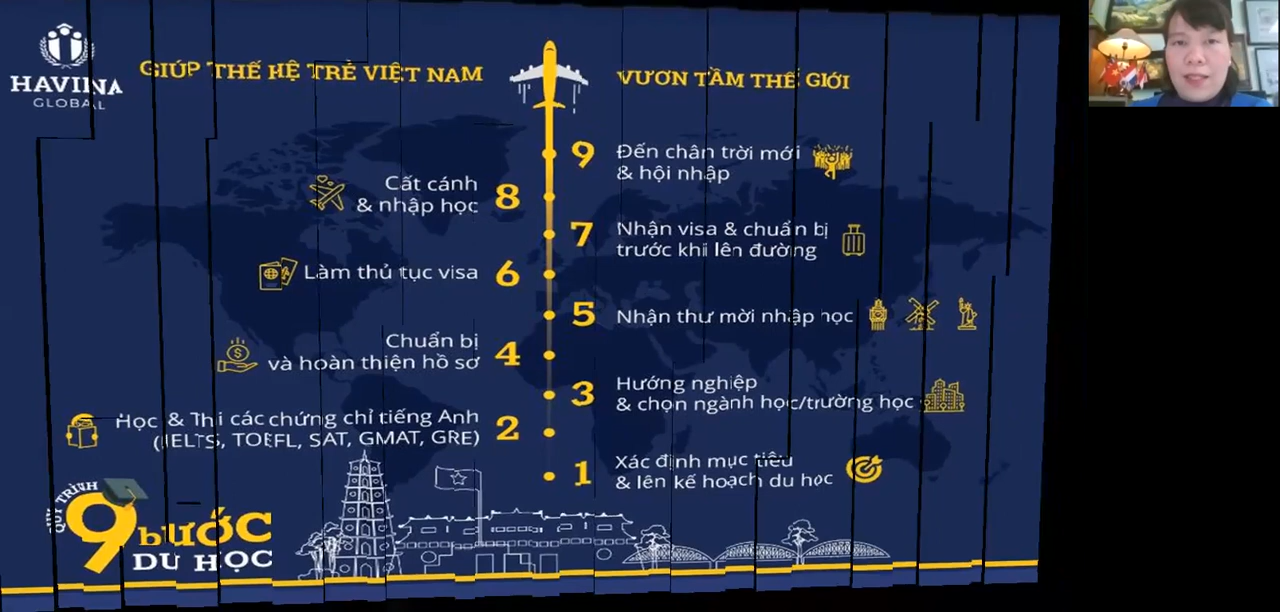 HAVINA
GLOBAL
GIÚP THẾ HỆ TRẺ VIỆT NAM
VƯƠN TẦM THẾ GIỚI
9 Đến chân trời mới
& hội nhập
Cất cánh
& nhập học 8
7 Nhận visa & chuẩn bị
trước khi lên đường
Làm thủ tục visa 6
5 Nhận thư mời nhập học
Chuẩn bị
và hoàn thiện hồ sơ 4
3 Hướng nghiệp
& chọn ngành học/trường học
Học & Thi các chứng chỉ tiếng Anh
(IELTS, TOEFL, SAT, GMAT, GRE) 2
1 Xác định mục tiêu
& lên kế hoạch du học
QUY TRÌNH
9 bước
DU HỌC